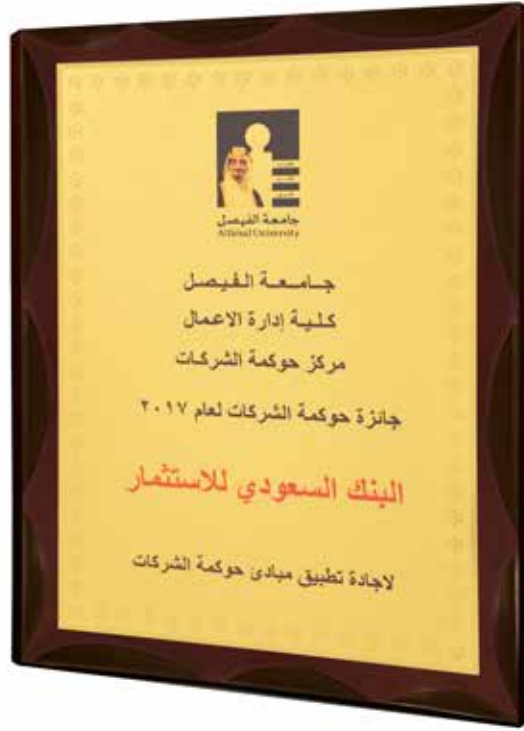 جامعة الفيصل
Alfaisal University
جـامـعـة الـفـيـصـل
كـلـيـة إدارة الاعـمـال
مركز حوكمة الشركات
جائزة حوكمة الشركات لعام ٢٠١٧
البنك السعودي للاستثمار
لاجادة تطبيق مبادئ حوكمة الشركات